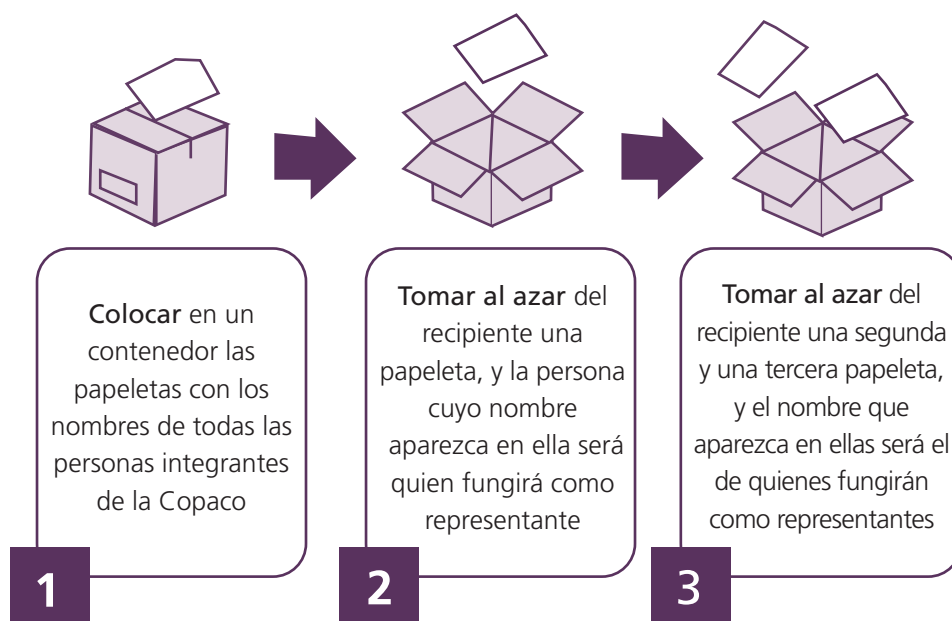 Colocar en un
contenedor las
papeletas con los
nombres de todas las
personas integrantes
de la Copaco
1
Tomar al azar del
recipiente una
papeleta, y la persona
cuyo nombre
aparezca en ella será
quien fungirá como
representante
2
Tomar al azar del
recipiente una segunda
y una tercera papeleta,
y el nombre que
aparezca en ellas será el
de quienes fungirán
como representantes
3